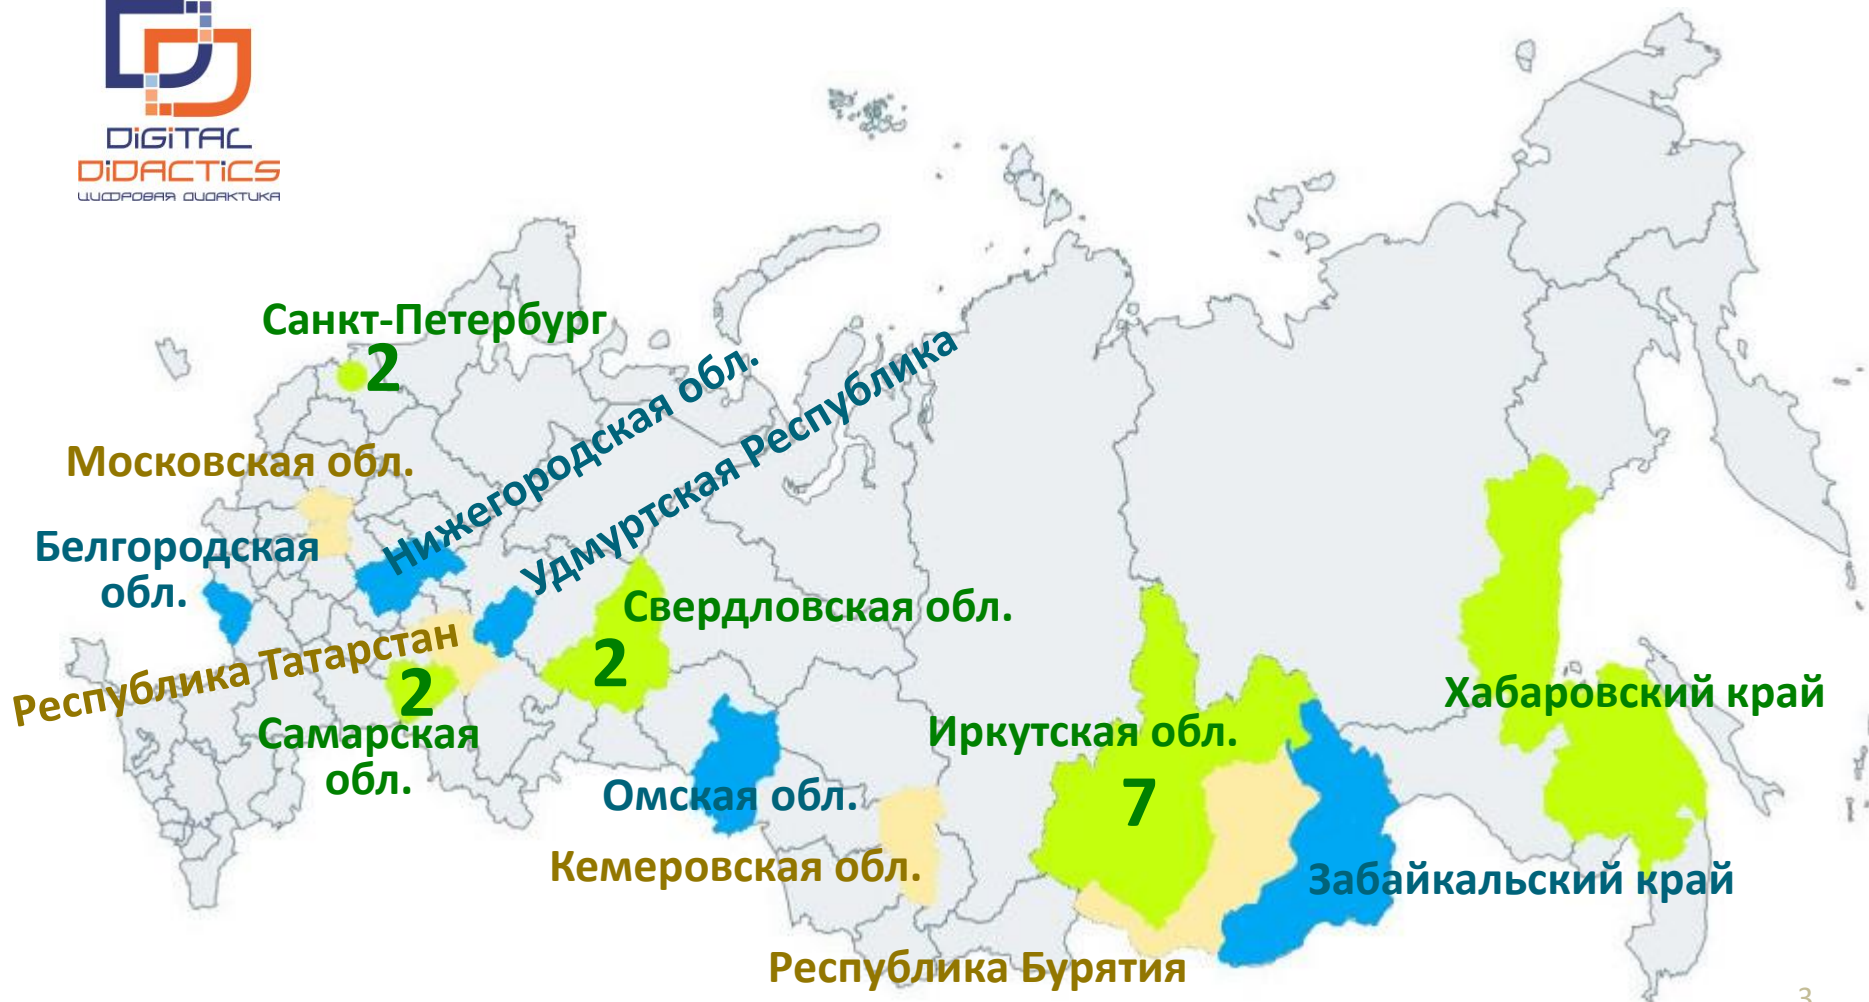 DiGiTAL
DiDACTiCS
ЦИФРОВАЯ ДИДАКТИКА
Санкт-Петербург
2
Нижегородская обл.
Удмуртская Республика
Московская обл.
Белгородская
обл.
Свердловская обл.
2
Республика Татарстан
2
Самарская
обл.
Хабаровский край
Иркутская обл.
7
Омская обл.
Кемеровская обл.
Забайкальский край
Республика Бурятия
3